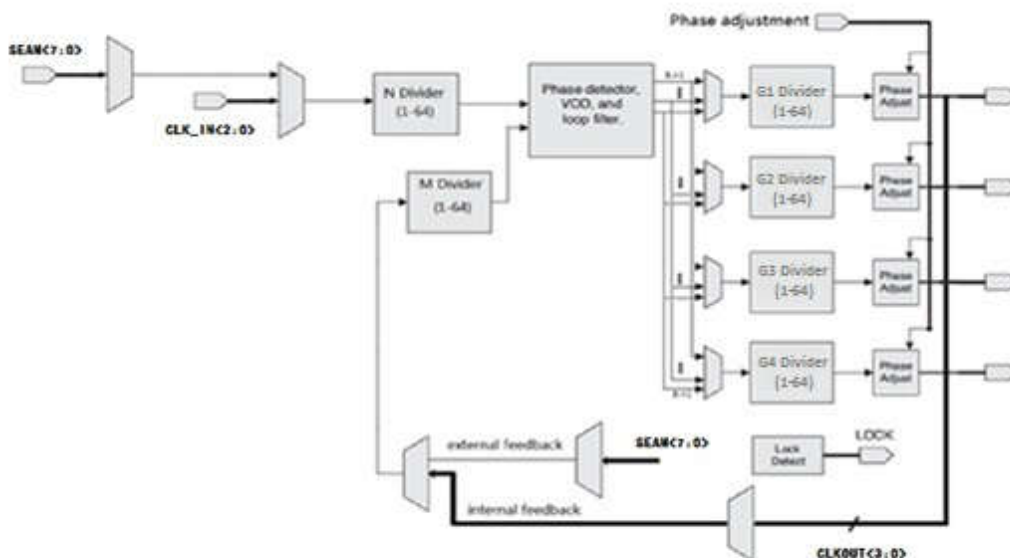 Phase adjustment
SEAM<7:0>
CLK_IN<2:0>
N Divider
(1-64)
Phase detector,
VCO, and
loop filter.
G1 Divider
(1-64)
Phase
Adjust
M Divider
(1-64)
G2 Divider
(1-64)
Phase
Adjust
G3 Divider
(1-64)
Phase
Adjust
G4 Divider
(1-64)
Phase
Adjust
external feedback
SEAM<7:0>
Lock
Detect
LOCK
internal feedback
CLKOUT<3:0>